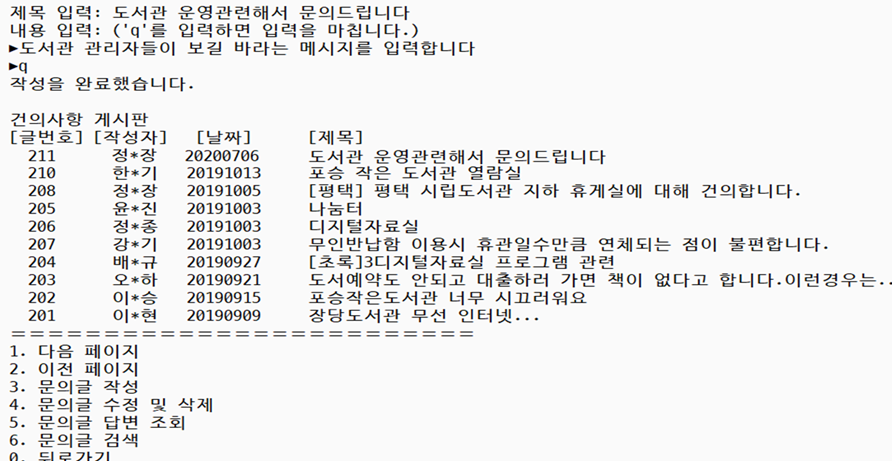 제목 입력: 도서관 운영관련해서 문의드립니다
내용 입력: ('q'를 입력하면 입력을 마칩니다.)
▶도서관 관리자들이 보길 바라는 메시지를 입력합니다
▶q
작성을 완료했습니다.
건의사항 게시판
[글번호] [작성자] [날짜] [제목]
211 정*장 20200706 도서관 운영관련해서 문의드립니다
210 한*기 20191013 포승 작은 도서관 열람실
208 정*장 20191005 [평택] 평택 시립도서관 지하 휴게실에 대해 건의합니다.
205 윤*진 20191003 나눔터
206 정*종 20191003 디지털자료실
207 강*기 20191003 무인반납함 이용시 휴관일수만큼 연체되는 점이 불편합니다.
204 배*규 20190927 [초록]3디지털자료실 프로그램 관련
203 오*하 20190921 도서예약도 안되고 대출하러 가면 책이 없다고 합니다.이런경우는..
202 이*승 20190915 포승작은도서관 너무 시끄러워요
201 이*현 20190909 장당도서관 무선 인터넷...
============================
1. 다음 페이지
2. 이전 페이지
3. 문의글 작성
4. 문의글 수정 및 삭제
5. 문의글 답변 조회
6. 문의글 검색
0. 뒤로가기